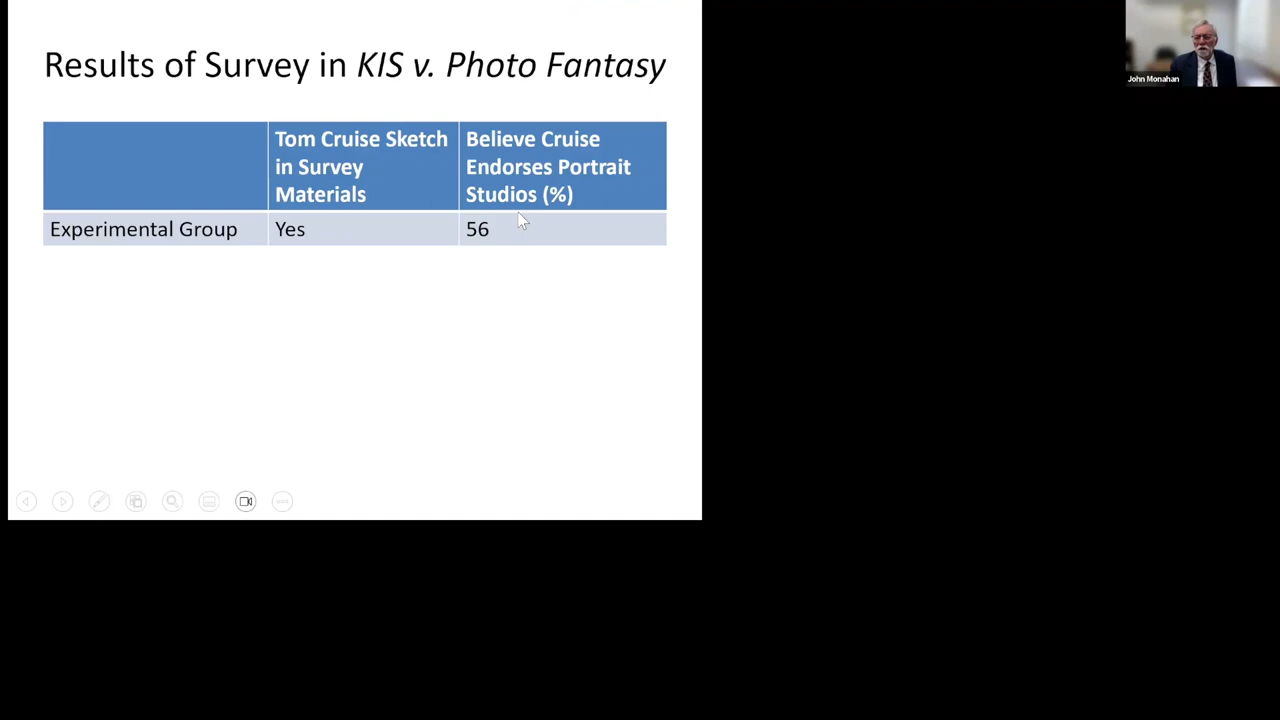 Results of Survey in KIS v. Photo Fantasy
Tom Cruise Sketch
in Survey
Materials
Believe Cruise
Endorses Portrait
Studios (%)
Experimental Group
Yes
56
John Monahan